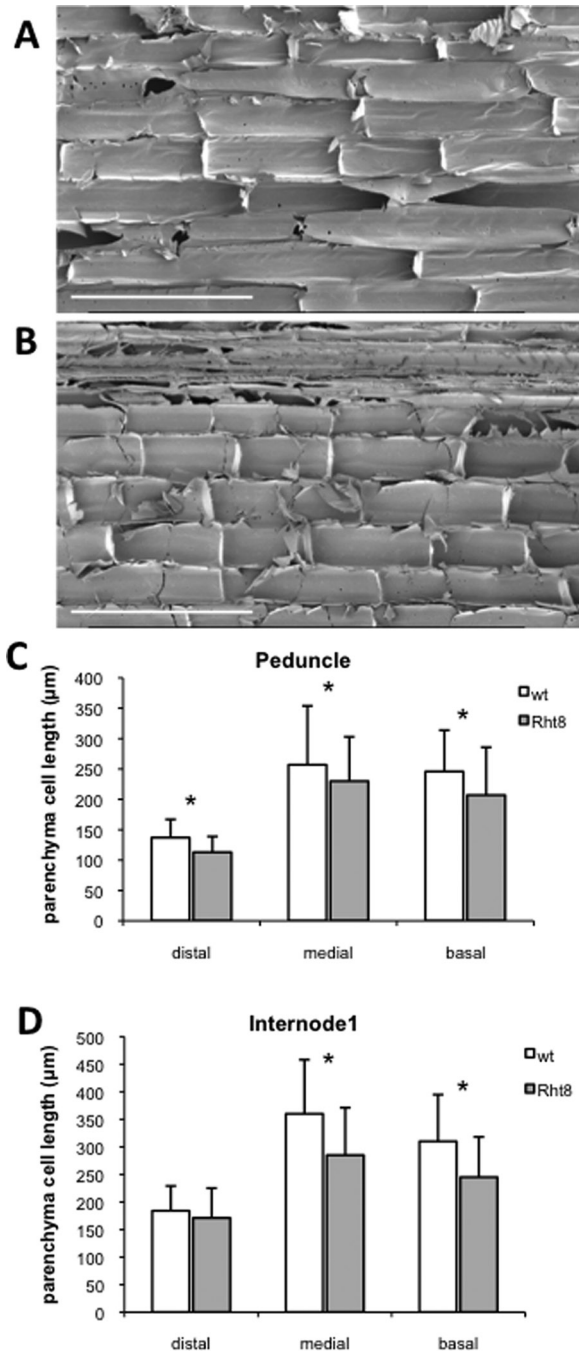 A
B
C
Peduncle
parenchyma cell length (µm)
400
350
300
250
200
150
100
50
0
*
*
*
wt
Rht8
distal medial basal
D
Internode1
parenchyma cell length (µm)
500
450
400
350
300
250
200
150
100
50
0
*
*
wt
Rht8
distal medial basal